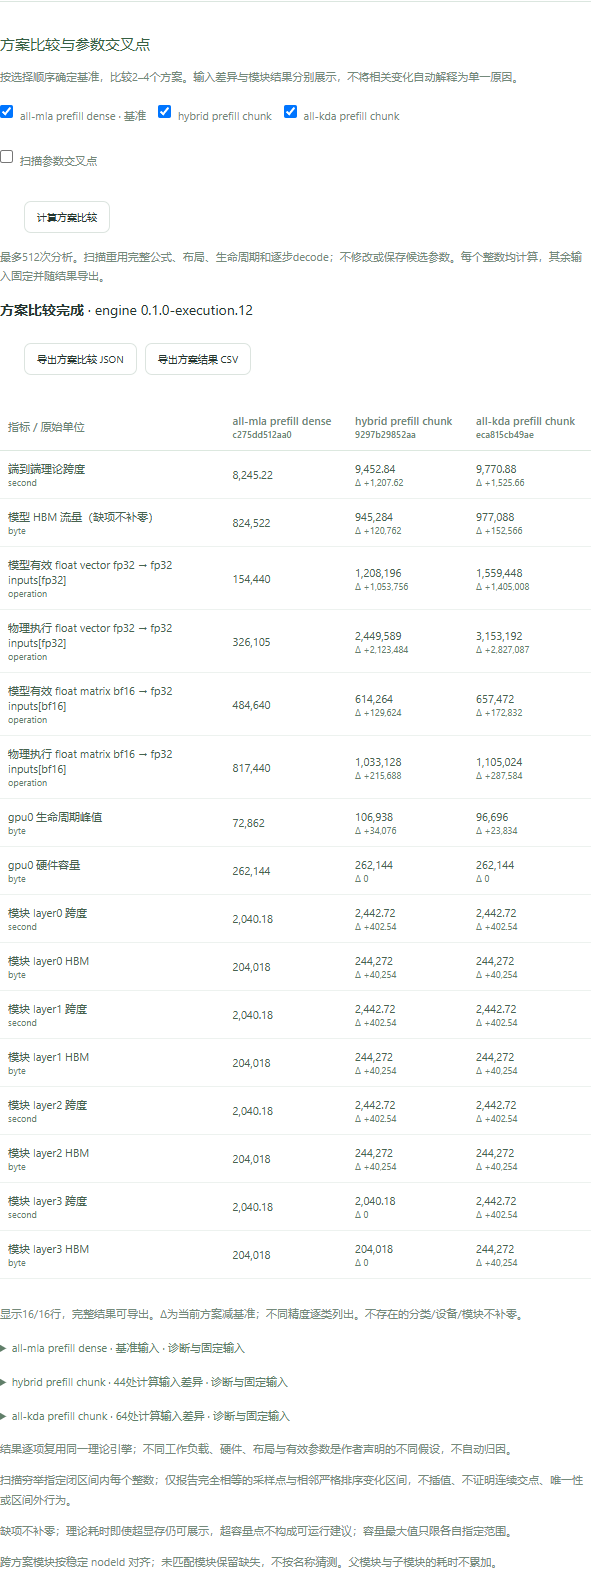 方案比较与参数交叉点
按选择顺序确定基准，比较2–4个方案。输入差异与模块结果分别展示，不将相关变化自动解释为单一原因。
all-mla prefill dense · 基准 hybrid prefill chunk all-kda prefill chunk
扫描参数交叉点
计算方案比较
最多512次分析。扫描重用完整公式、布局、生命周期和逐步decode；不修改或保存候选参数。每个整数均计算，其余输
入固定并随结果导出。
方案比较完成 · engine 0.1.0-execution.12
导出方案比较 JSON 导出方案结果 CSV
指标 / 原始单位 all-mla prefill dense hybrid prefill chunk all-kda prefill chunk
c275dd512aa0 9297b29852aa eca815cb49ae
端到端理论跨度 8,245.22 9,452.84 9,770.88
second Δ +1,207.62 Δ +1,525.66
模型 HBM 流量（缺项不补零） 824,522 945,284 977,088
byte Δ +120,762 Δ +152,566
模型有效 float vector fp32 → fp32
inputs[fp32] 154,440 1,208,196 1,559,448
operation Δ +1,053,756 Δ +1,405,008
物理执行 float vector fp32 → fp32
inputs[fp32] 326,105 2,449,589 3,153,192
operation Δ +2,123,484 Δ +2,827,087
模型有效 float matrix bf16 → fp32
inputs[bf16] 484,640 614,264 657,472
operation Δ +129,624 Δ +172,832
物理执行 float matrix bf16 → fp32
inputs[bf16] 817,440 1,033,128 1,105,024
operation Δ +215,688 Δ +287,584
gpu0 生命周期峰值 72,862 106,938 96,696
byte Δ +34,076 Δ +23,834
gpu0 硬件容量 262,144 262,144 262,144
byte Δ 0 Δ 0
模块 layer0 跨度 2,040.18 2,442.72 2,442.72
second Δ +402.54 Δ +402.54
模块 layer0 HBM 204,018 244,272 244,272
byte Δ +40,254 Δ +40,254
模块 layer1 跨度 2,040.18 2,442.72 2,442.72
second Δ +402.54 Δ +402.54
模块 layer1 HBM 204,018 244,272 244,272
byte Δ +40,254 Δ +40,254
模块 layer2 跨度 2,040.18 2,442.72 2,442.72
second Δ +402.54 Δ +402.54
模块 layer2 HBM 204,018 244,272 244,272
byte Δ +40,254 Δ +40,254
模块 layer3 跨度 2,040.18 2,040.18 2,442.72
second Δ 0 Δ +402.54
模块 layer3 HBM 204,018 204,018 244,272
byte Δ 0 Δ +40,254
显示16/16行，完整结果可导出。Δ为当前方案减基准；不同精度逐类列出。不存在的分类/设备/模块不补零。
all-mla prefill dense · 基准输入 · 诊断与固定输入
hybrid prefill chunk · 44处计算输入差异 · 诊断与固定输入
all-kda prefill chunk · 64处计算输入差异 · 诊断与固定输入
结果逐项复用同一理论引擎；不同工作负载、硬件、布局与有效参数是作者声明的不同假设，不自动归因。
扫描穷举指定闭区间内每个整数；仅报告完全相等的采样点与相邻严格排序变化区间，不插值、不证明连续交点、唯一性
或区间外行为。
缺项不补零；理论耗时即使超显存仍可展示，超容量点不构成可运行建议；容量最大值只限各自指定范围。
跨方案模块按稳定 nodeId 对齐；未匹配模块保留缺失，不按名称猜测。父模块与子模块的耗时不累加。